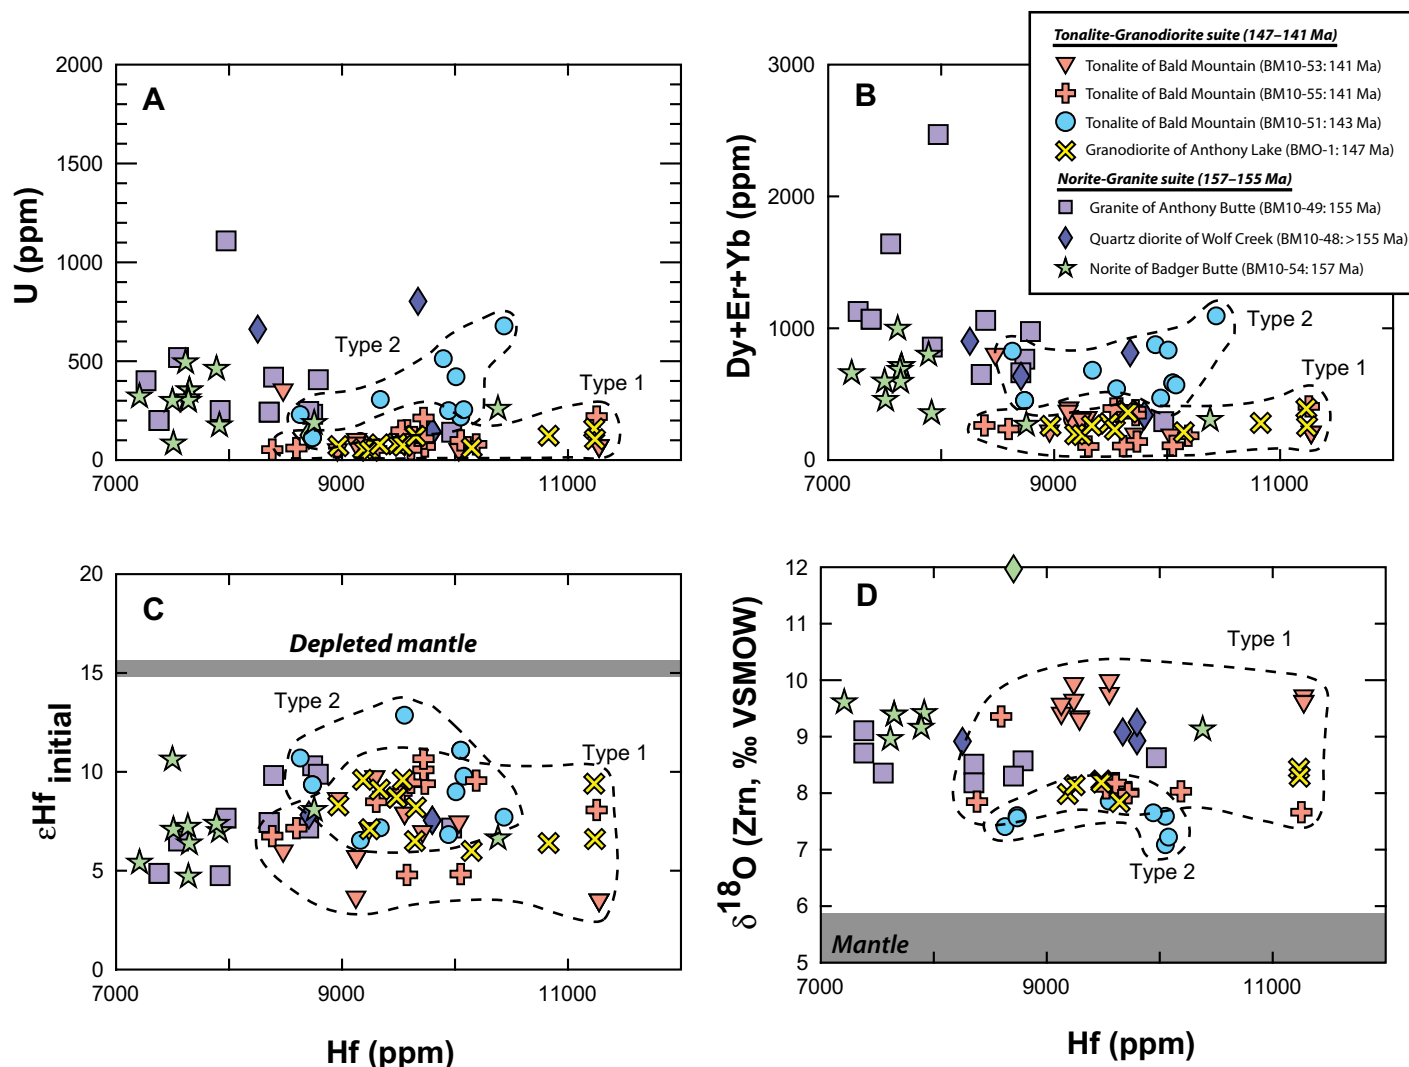 Tonalite-Granodiorite suite (147–141 Ma)
Tonalite of Bald Mountain (BM10-53: 141 Ma)
Tonalite of Bald Mountain (BM10-55: 141 Ma)
Tonalite of Bald Mountain (BM10-51: 143 Ma)
Granodiorite of Anthony Lake (BMO-1: 147 Ma)
Norite-Granite suite (157–155 Ma)
Granite of Anthony Butte (BM10-49: 155 Ma)
Quartz diorite of Wolf Creek (BM10-48: >155 Ma)
Norite of Badger Butte (BM10-54: 157 Ma)
A
U (ppm)
2000
1500
1000
500
0
7000
9000
11000
Type 2
Type 1
B
Dy+Er+Yb (ppm)
3000
2000
1000
0
7000
9000
11000
Type 2
Type 1
C
εHf initial
20
15
10
5
0
7000
9000
11000
Depleted mantle
Type 2
Type 1
Hf (ppm)
D
δ18O (Zrn, ‰ VSMOW)
12
11
10
9
8
7
6
5
7000
9000
11000
Type 1
Type 2
Mantle
Hf (ppm)